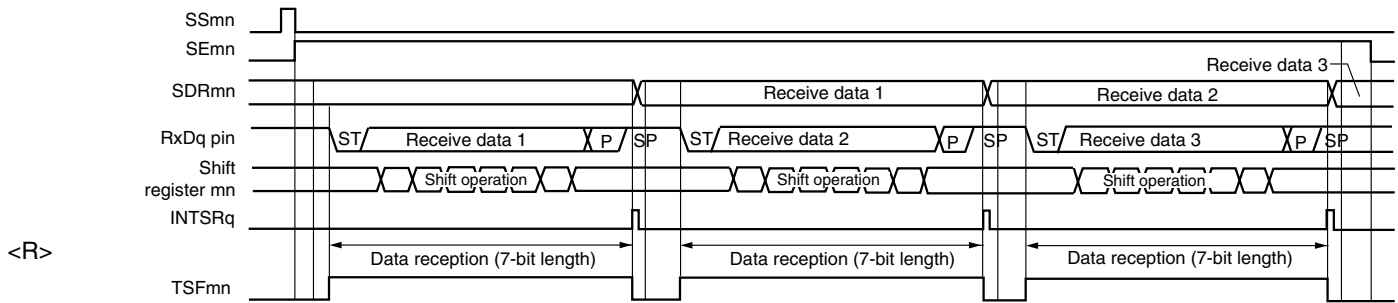 SSmn
SEmn
Receive data 3
SDRmn
Receive data 1
Receive data 2
RxDq pin
ST
Receive data 1
P
SP
ST
Receive data 2
P
SP
ST
Receive data 3
P
SP
Shift
register mn
Shift operation
Shift operation
Shift operation
INTSRq
<R>
Data reception (7-bit length)
Data reception (7-bit length)
Data reception (7-bit length)
TSFmn